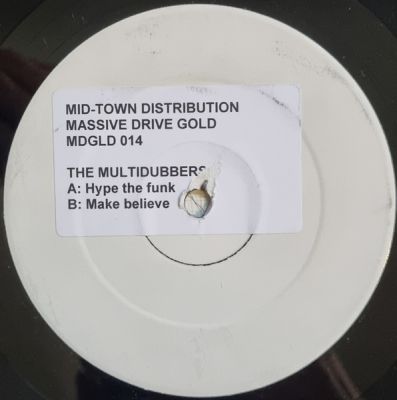 MID-TOWN DISTRIBUTION
MASSIVE DRIVE GOLD
MDGLD 014
THE MULTIDUBBERS
A: Hype the funk
B: Make believe